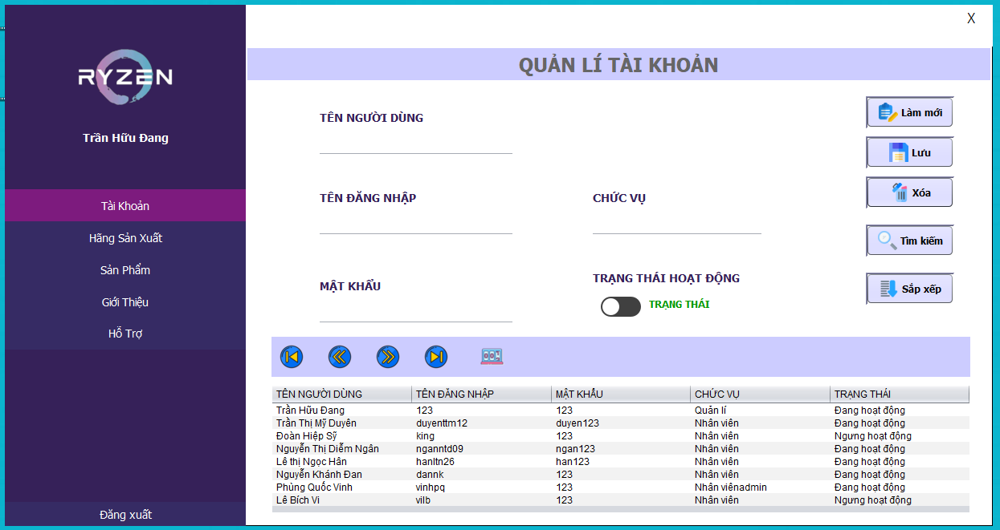 X
RYZEN
Trần Hữu Đang
Tài Khoản
Hãng Sản Xuất
Sản Phẩm
Giới Thiệu
Hỗ Trợ
Đăng xuất
QUẢN LÍ TÀI KHOẢN
TÊN NGƯỜI DÙNG
TÊN ĐĂNG NHẬP
CHỨC VỤ
MẬT KHẨU
TRẠNG THÁI HOẠT ĐỘNG
TRẠNG THÁI
Làm mới
Lưu
Xóa
Tìm kiếm
Sắp xếp
TÊN NGƯỜI DÙNG TÊN ĐĂNG NHẬP MẬT KHẨU CHỨC VỤ TRẠNG THÁI
Trần Hữu Đang 123 123 Quản lí Đang hoạt động
Trần Thị Mỹ Duyên duyenttm12 duyen123 Nhân viên Đang hoạt động
Đoàn Hiệp Sỹ king 123 Nhân viên Ngưng hoạt động
Nguyễn Thị Diễm Ngân nganntd09 ngan123 Nhân viên Đang hoạt động
Lê thị Ngọc Hân hanltn26 han123 Nhân viên Đang hoạt động
Nguyễn Khánh Đan dannk 123 Nhân viên Đang hoạt động
Phùng Quốc Vinh vinhpq 123 Nhân viênadmin Đang hoạt động
Lê Bích Vi vilb 123 Nhân viên Ngưng hoạt động